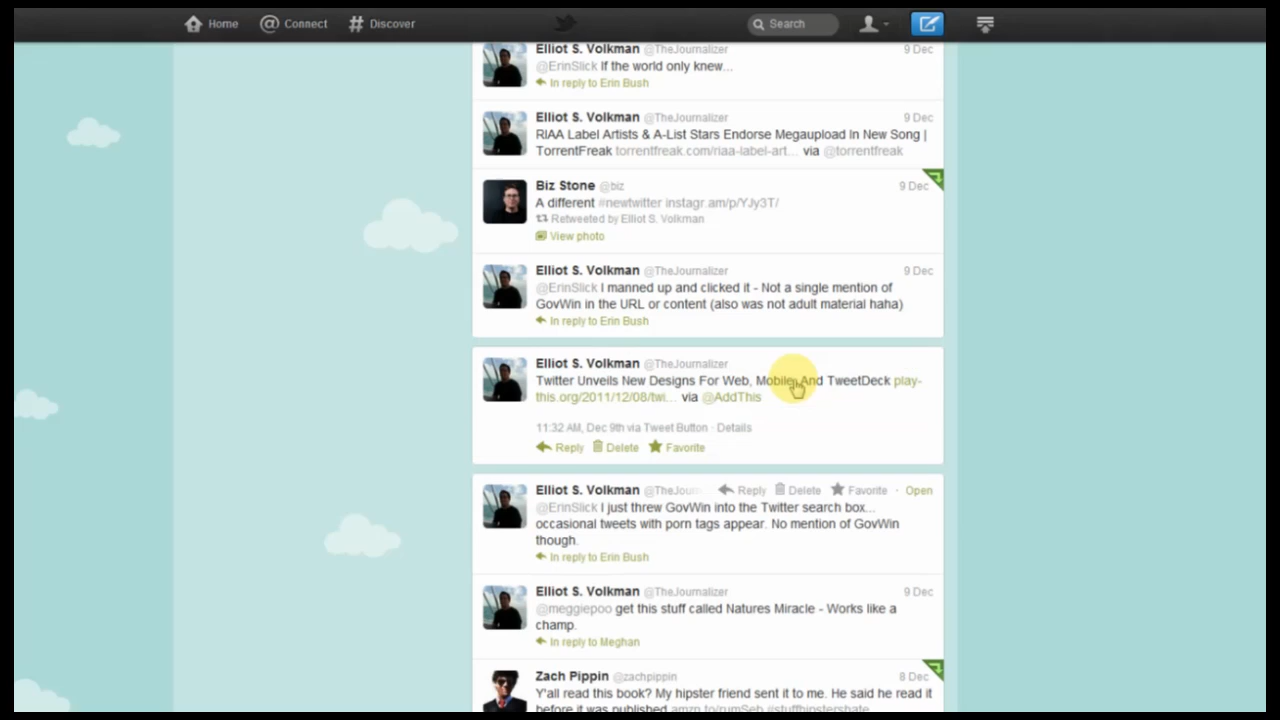 Home Connect Discover Search
Elliot S. Volkman @TheJournalizer 9 Dec
@ErinSlick If the world only knew...
In reply to Erin Bush
Elliot S. Volkman @TheJournalizer 9 Dec
RIAA Label Artists & A-List Stars Endorse Megaupload In New Song |
TorrentFreak torrentfreak.com/riaa-label-art... via @torrentfreak
Biz Stone @biz 9 Dec
A different #newtwitter instagr.am/p/YJy3T/
Retweeted by Elliot S. Volkman
View photo
Elliot S. Volkman @TheJournalizer 9 Dec
@ErinSlick I manned up and clicked it - Not a single mention of
GovWin in the URL or content (also was not adult material haha)
In reply to Erin Bush
Elliot S. Volkman @TheJournalizer
Twitter Unveils New Designs For Web, Mobile And TweetDeck play-
this.org/2011/12/08/twi... via @AddThis
11:32 AM, Dec 9th via Tweet Button · Details
Reply Delete Favorite
Elliot S. Volkman @TheJourn Reply Delete Favorite · Open
@ErinSlick I just threw GovWin into the Twitter search box...
occasional tweets with porn tags appear. No mention of GovWin
though.
In reply to Erin Bush
Elliot S. Volkman @TheJournalizer 9 Dec
@meggiepoo get this stuff called Natures Miracle - Works like a
champ.
In reply to Meghan
Zach Pippin @zachpippin 8 Dec
Y'all read this book? My hipster friend sent it to me. He said he read it
before it was published amzn.to/rumSeb #stuffhipstershate